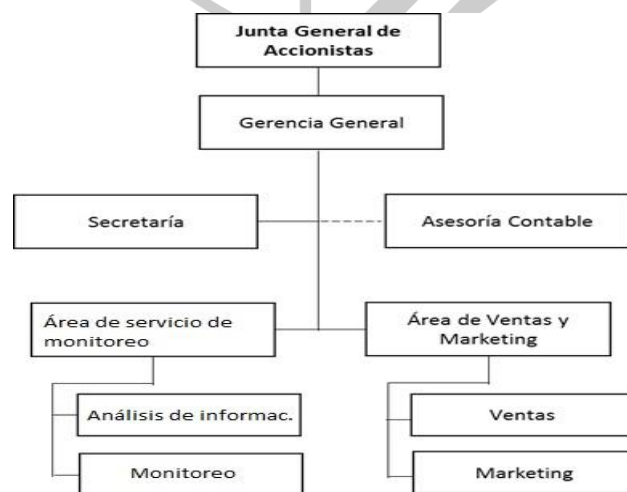 Junta General de
Accionistas
Gerencia General
Secretaría
Asesoría Contable
Área de servicio de
monitoreo
Área de Ventas y
Marketing
Análisis de informac.
Ventas
Monitoreo
Marketing